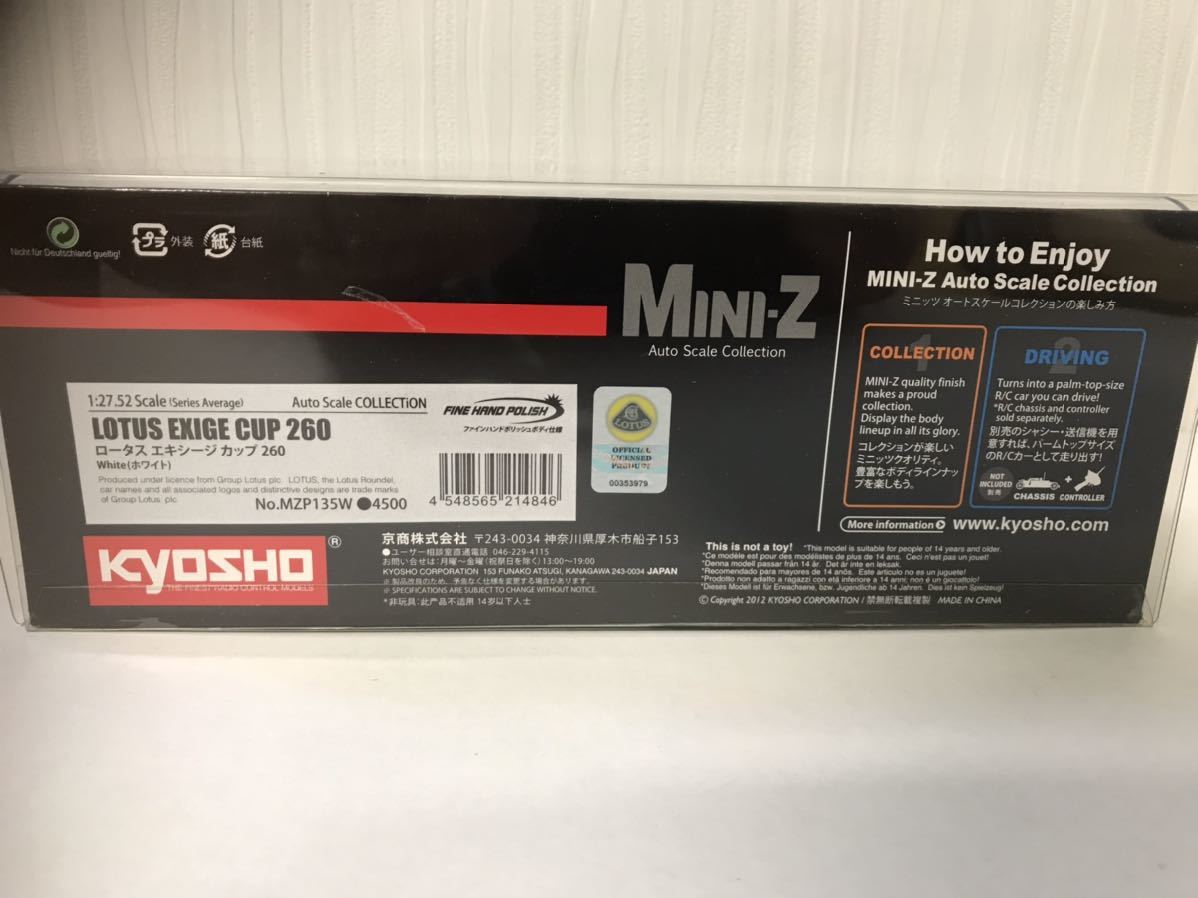 Nicht für Deutschland gueltig!
プラ 外装 紙 台紙
MINI-Z
Auto Scale Collection
1:27.52 Scale (Series Average) Auto Scale COLLECTiON
LOTUS EXIGE CUP 260
ロータス エキシージ カップ 260
White(ホワイト)
Produced under licence from Group Lotus plc. LOTUS, the Lotus Roundel,
car names and all associated logos and distinctive designs are trade marks
of Group Lotus plc.
No.MZP135W ●4500
FINE HAND POLISH
ファインハンドポリッシュボディ仕様
4 548565 214846
LOTUS
OFFICIAL
LICENSED
PRODUCT
00353979
KYOSHO ®
THE FINEST RADIO CONTROL MODELS
京商株式会社 〒243-0034 神奈川県厚木市船子153
●ユーザー相談室直通電話 046-229-4115
お問い合せは:月曜~金曜(祝祭日を除く)13:00~19:00
KYOSHO CORPORATION 153 FUNAKO ATSUGI, KANAGAWA 243-0034 JAPAN
※製品改良のため、予告なく仕様を変更する場合があります。
※ SPECIFICATIONS ARE SUBJECT TO CHANGE WITHOUT NOTICE.
*非玩具:此产品不适用 14岁以下人士
How to Enjoy
MINI-Z Auto Scale Collection
ミニッツ オートスケールコレクションの楽しみ方
1
COLLECTION
MINI-Z quality finish
makes a proud
collection.
Display the body
lineup in all its glory.
コレクションが楽しい
ミニッツクオリティ。
豊富なボディラインナッ
プを楽しもう。
2
DRIVING
Turns into a palm-top-size
R/C car you can drive!
*R/C chassis and controller
sold separately.
別売のシャシー・送信機を用
意すれば、パームトップサイズ
のR/Cカーとして走り出す!
NOT
INCLUDED
別売
CHASSIS + CONTROLLER
More information www.kyosho.com
This is not a toy! *This model is suitable for people of 14 years and older.
*Ce modèle est pour des modélistes de plus de 14 ans. Ceci n'est pas un jouet!
*Denna modell passar från 14 år. Det är inte en leksak.
*Recomendado para mayores de 14 anõs. Este artículo no es un juguete!
*Prodotto non adatto a ragazzi con età inferiore a 14 anni: non è un giocattolo!
*Dieses Modell ist für Erwachsene, bzw. Jugendliche ab 14 Jahren. Dies ist kein Spielzeug!
© Copyright 2012 KYOSHO CORPORATION / 禁無断転載複製 MADE IN CHINA